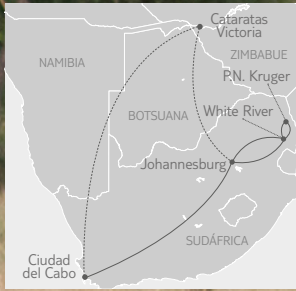 Cataratas
Victoria
ZIMBABUE
NAMIBIA
P.N. Kruger
BOTSUANA
White River
Johannesburg
SUDÁFRICA
Ciudad
del Cabo